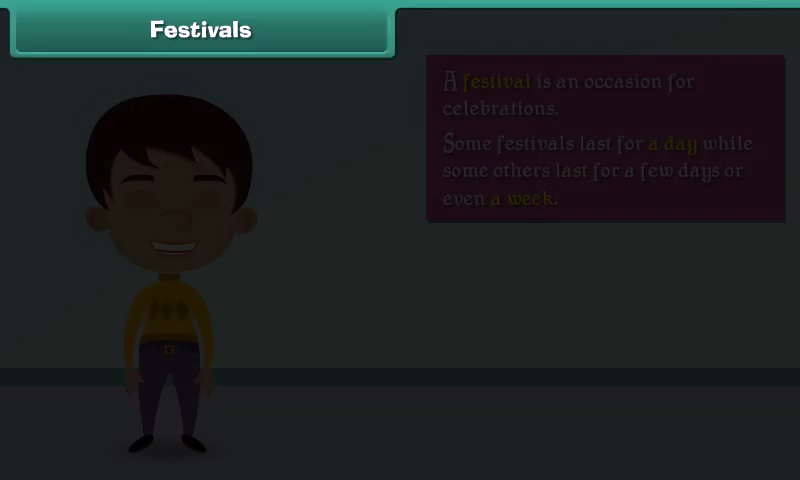 Festivals
A festival is an occasion for
celebrations.
Some festivals last for a day while
some others last for a few days or
even a week.